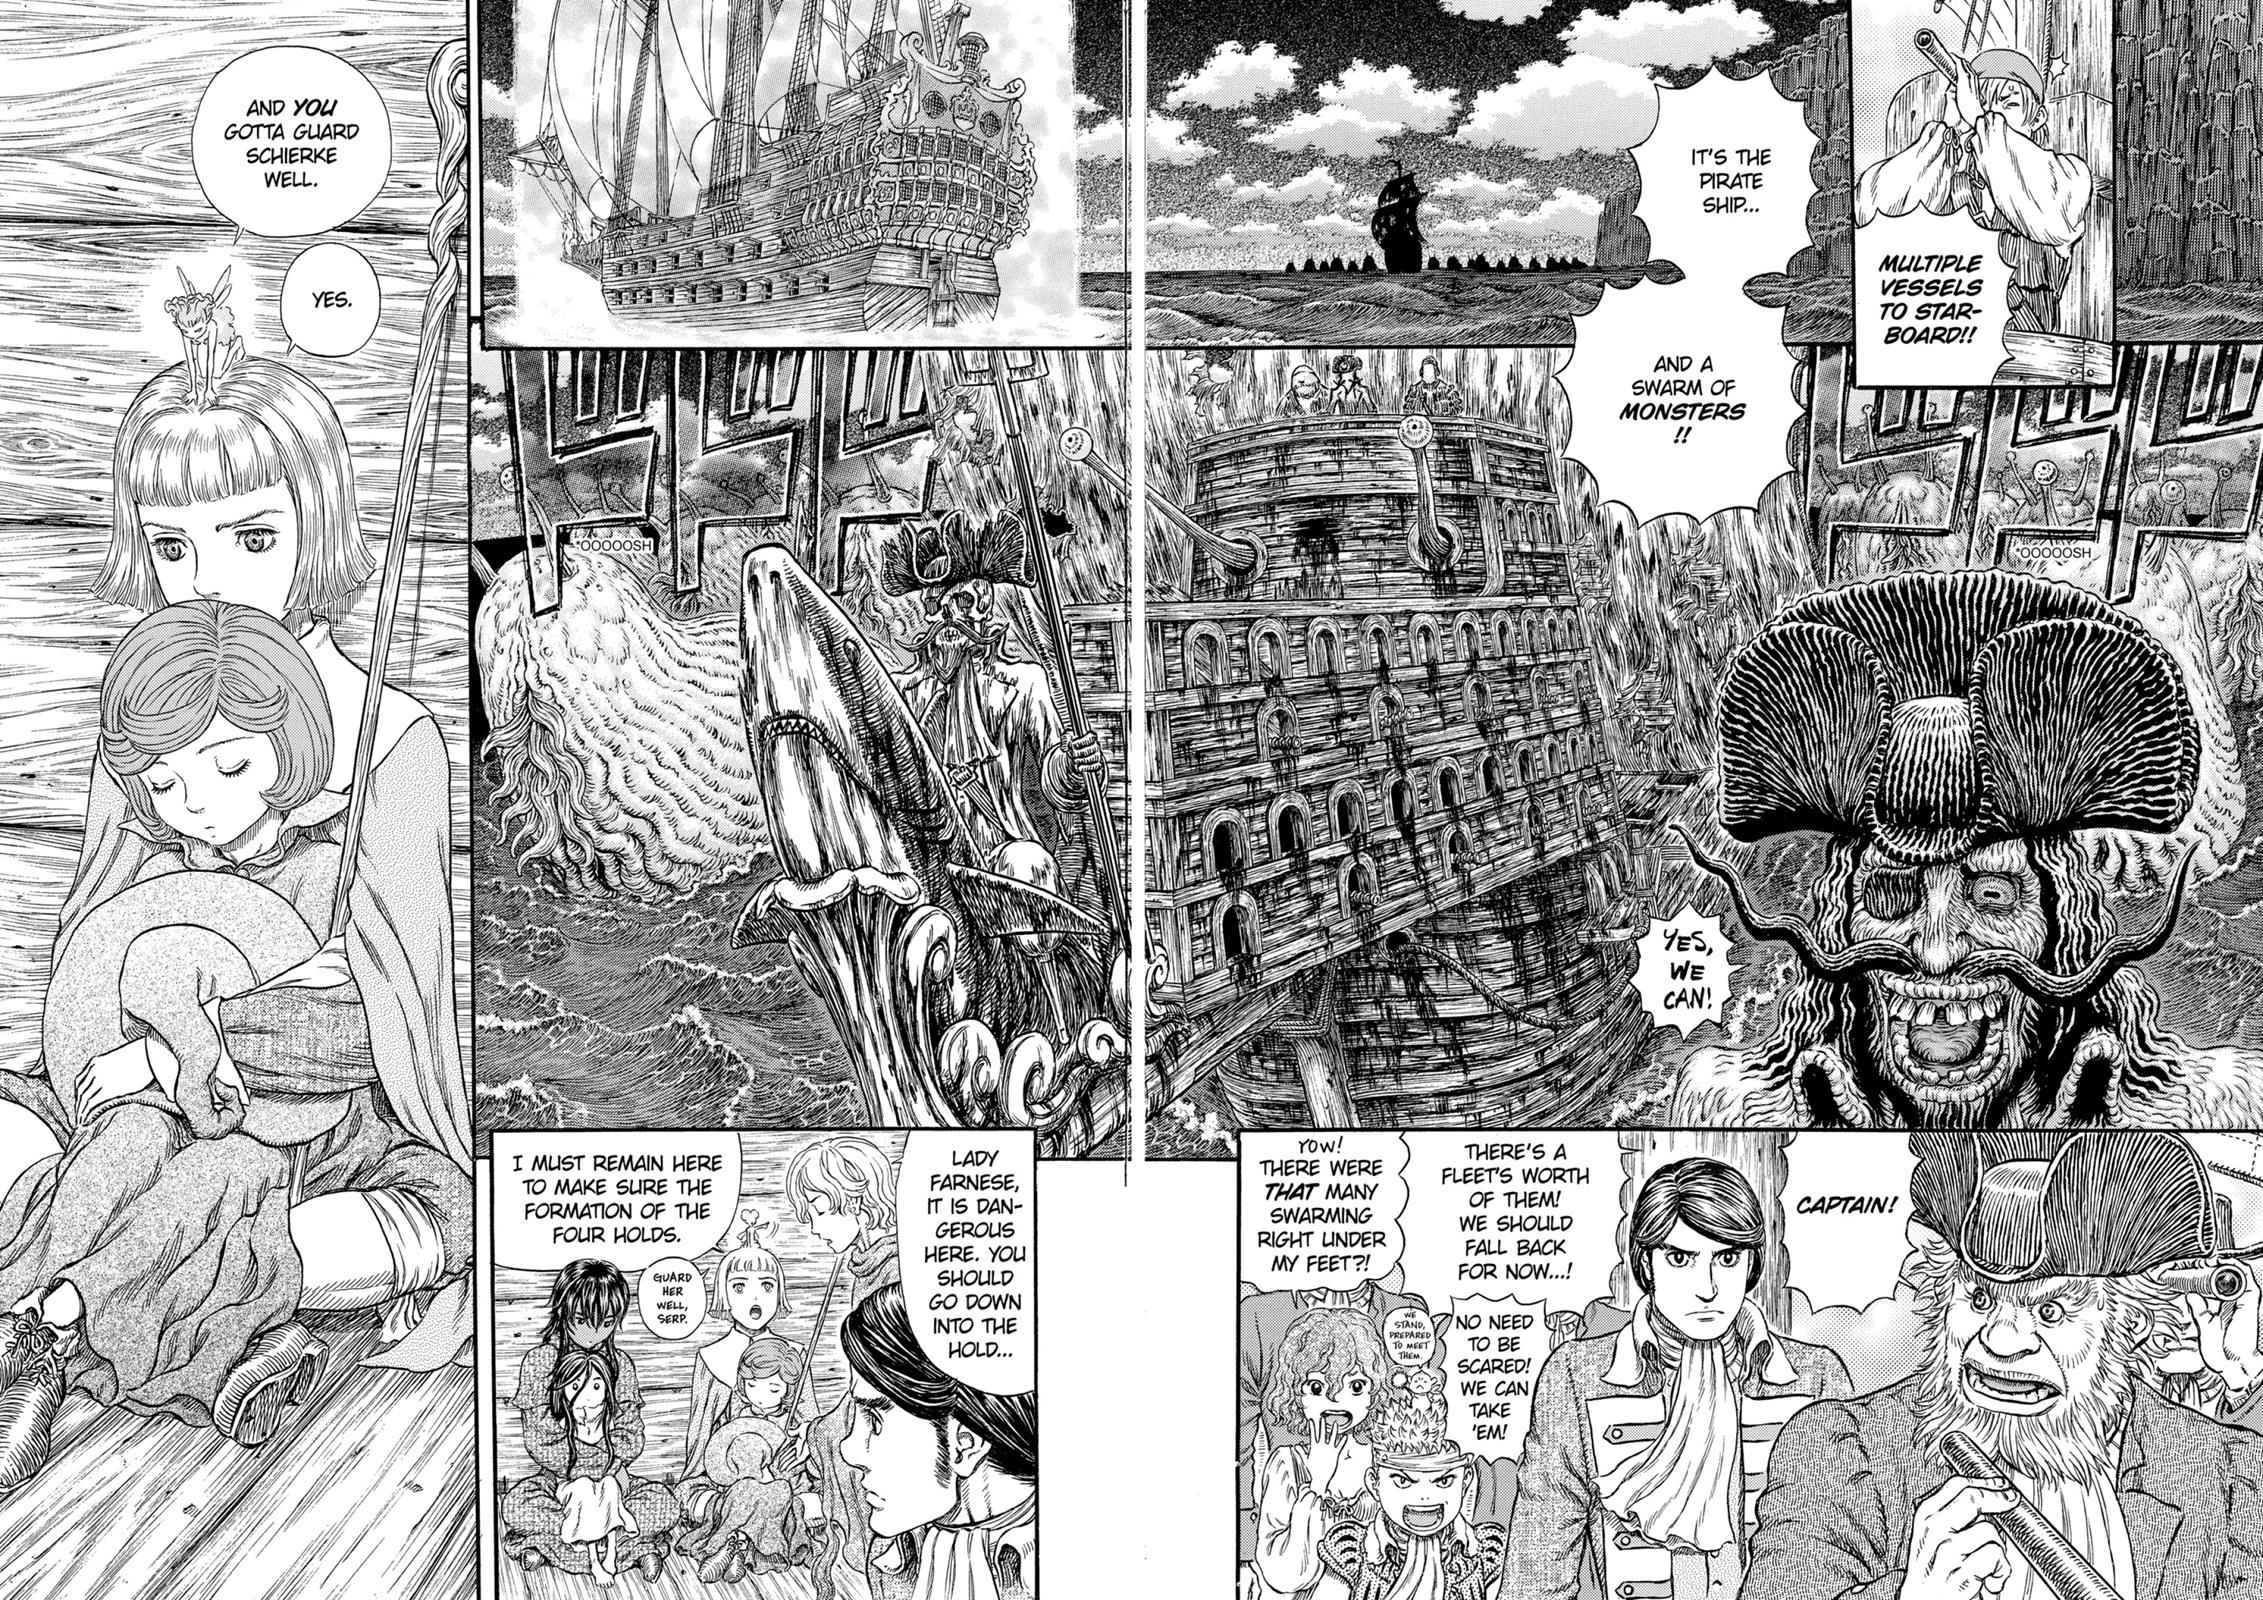 MULTIPLE
VESSELS
TO STAR-
BOARD!!
IT'S THE
PIRATE
SHIP...
AND A
SWARM OF
MONSTERS
!!
*OOOOOSH
YES,
WE
CAN!
*OOOOOSH
CAPTAIN!
THERE'S A
FLEET'S WORTH
OF THEM!
WE SHOULD
FALL BACK
FOR NOW...!
NO NEED
TO BE
SCARED!
WE CAN
TAKE
'EM!
WE
STAND,
PREPARED
TO MEET
THEM.
YOW!
THERE WERE
THAT MANY
SWARMING
RIGHT UNDER
MY FEET?!
LADY
FARNESE,
IT IS DAN-
GEROUS
HERE. YOU
SHOULD
GO DOWN
INTO THE
HOLD...
I MUST REMAIN HERE
TO MAKE SURE THE
FORMATION OF THE
FOUR HOLDS.
GUARD
HER
WELL,
SERP.
AND YOU
GOTTA GUARD
SCHIERKE
WELL.
YES.